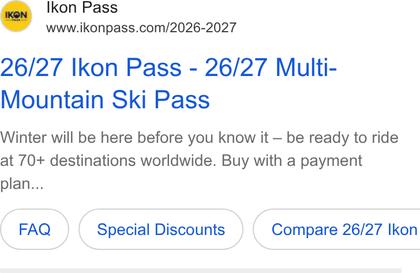 IKON
Ikon Pass
www.ikonpass.com/2026-2027
26/27 Ikon Pass - 26/27 Multi-
Mountain Ski Pass
Winter will be here before you know it – be ready to ride
at 70+ destinations worldwide. Buy with a payment
plan...
FAQ
Special Discounts
Compare 26/27 Ikon